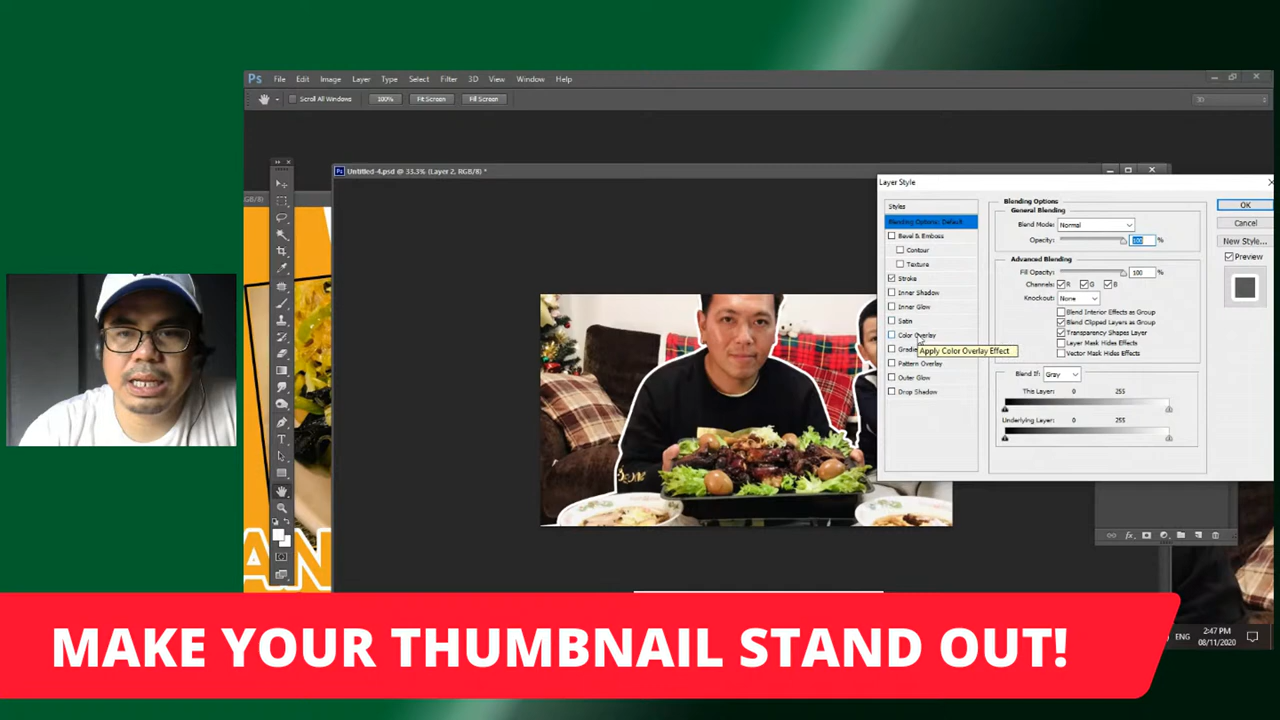 Ps File Edit Image Layer Type Select Filter 3D View Window Help
Scroll All Windows 100% Fit Screen Fill Screen 3D
Untitled-4.psd @ 33.3% (Layer 2, RGB/8) *
GB/8)
Layer Style
Styles
Blending Options: Default
Bevel & Emboss
Contour
Texture
Stroke
Inner Shadow
Inner Glow
Satin
Color Overlay
Apply Color Overlay Effect
Pattern Overlay
Outer Glow
Drop Shadow
Blending Options
General Blending
Blend Mode: Normal
Opacity: 100 %
Advanced Blending
Fill Opacity: 100 %
Channels: R G B
Knockout: None
Blend Interior Effects as Group
Blend Clipped Layers as Group
Transparency Shapes Layer
Layer Mask Hides Effects
Vector Mask Hides Effects
Blend If: Gray
This Layer: 0 255
Underlying Layer: 0 255
OK
Cancel
New Style...
Preview
AN
ENG 2:47 PM
08/11/2020
MAKE YOUR THUMBNAIL STAND OUT!